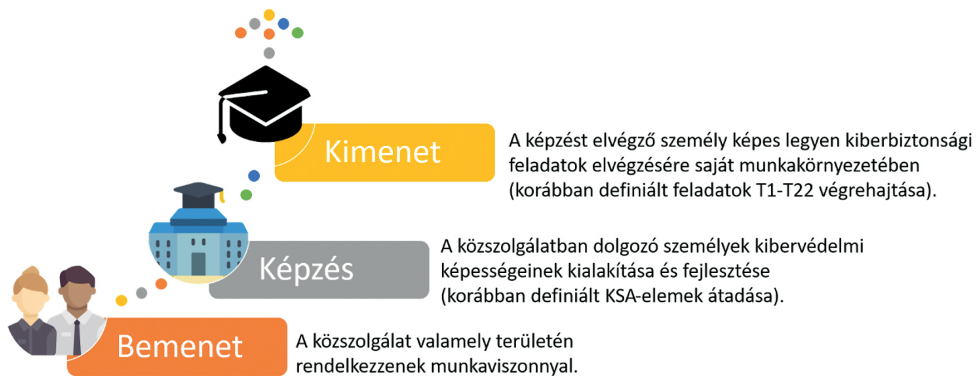 Kimenet
A képzést elvégző személy képes legyen kiberbiztonsági
feladatok elvégzésére saját munkakörnyezetében
(korábban definiált feladatok T1-T22 végrehajtása).
Képzés
A közszolgálatban dolgozó személyek kibervédelmi
képességeinek kialakítása és fejlesztése
(korábban definiált KSA-elemek átadása).
Bemenet
A közszolgálat valamely területén
rendelkezzenek munkaviszonnyal.